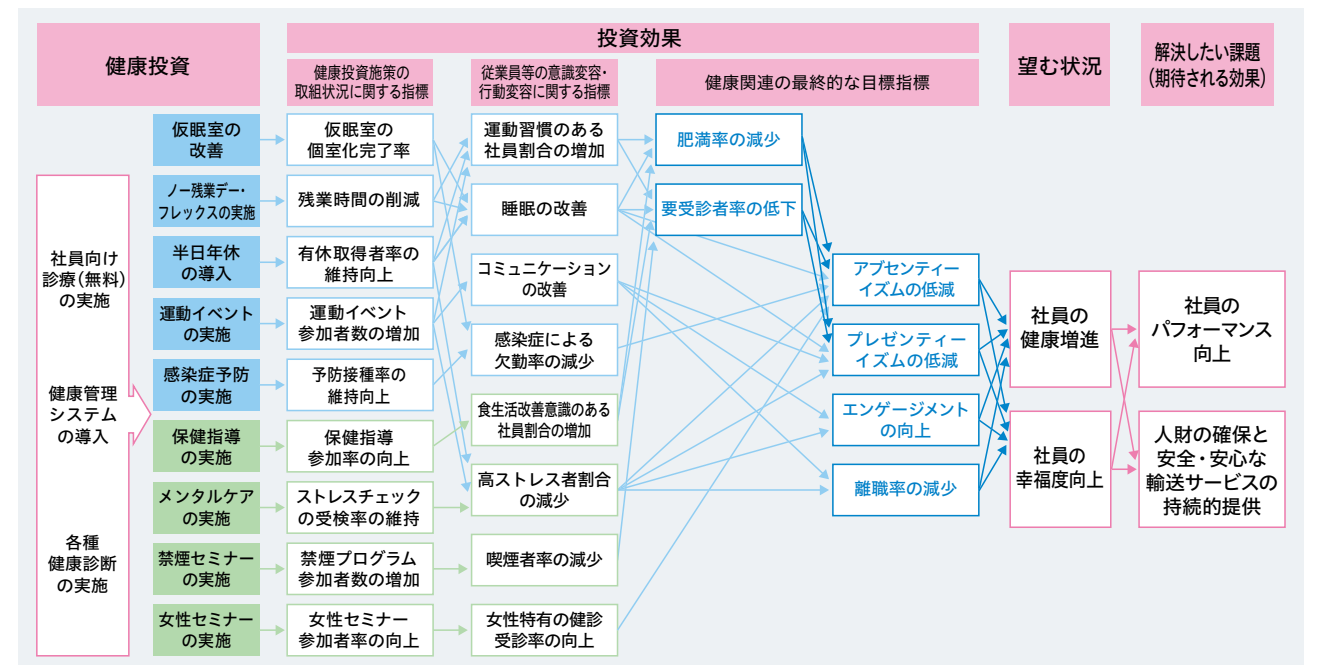 健康投資
投資効果
健康投資施策の
取組状況に関する指標
従業員等の意識変容・
行動変容に関する指標
健康関連の最終的な目標指標
望む状況
解決したい課題
(期待される効果)
社員向け
診療(無料)
の実施
健康管理
システム
の導入
各種
健康診断
の実施
仮眠室の
改善
ノー残業デー・
フレックスの実施
半日年休
の導入
運動イベント
の実施
感染症予防
の実施
保健指導
の実施
メンタルケア
の実施
禁煙セミナー
の実施
女性セミナー
の実施
仮眠室の
個室化完了率
残業時間の削減
有休取得者率の
維持向上
運動イベント
参加者数の増加
予防接種率の
維持向上
保健指導
参加率の向上
ストレスチェック
の受検率の維持
禁煙プログラム
参加者数の増加
女性セミナー
参加者率の向上
運動習慣のある
社員割合の増加
睡眠の改善
コミュニケーション
の改善
感染症による
欠勤率の減少
食生活改善意識のある
社員割合の増加
高ストレス者割合
の減少
喫煙者率の減少
女性特有の健診
受診率の向上
肥満率の減少
要受診者率の低下
アブセンティー
イズムの低減
プレゼンティー
イズムの低減
エンゲージメント
の向上
離職率の減少
社員の
健康増進
社員の
幸福度向上
社員の
パフォーマンス
向上
人財の確保と
安全・安心な
輸送サービスの
持続的提供